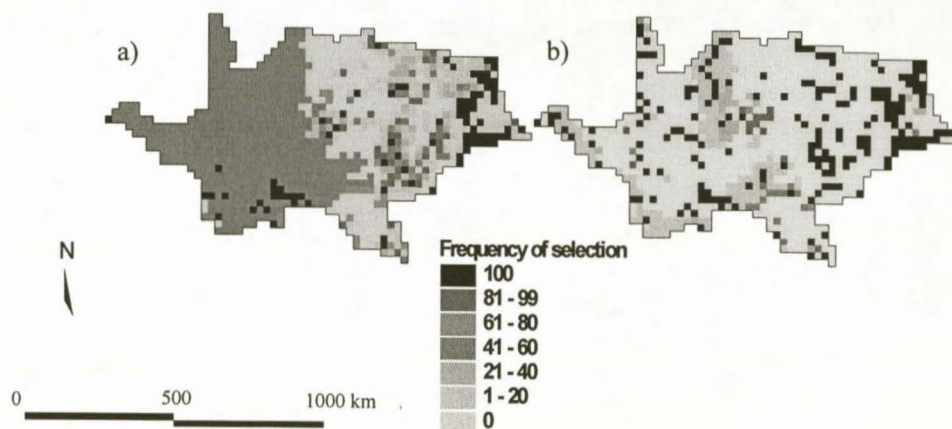 a)
b)
N
Frequency of selection
100
81 - 99
61 - 80
41 - 60
21 - 40
1 - 20
0
0 500 1000 km